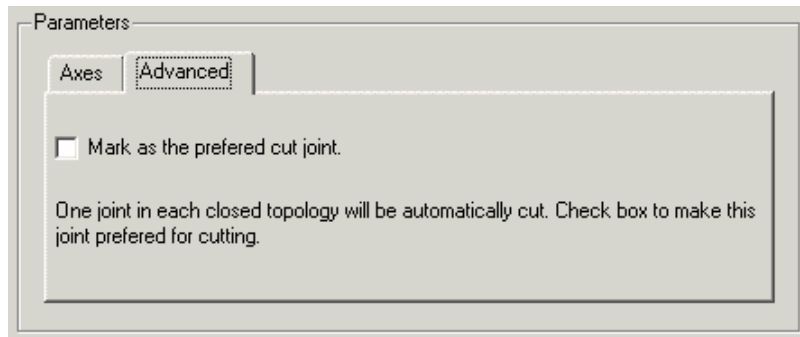 Parameters
Axes Advanced
Mark as the prefered cut joint.
One joint in each closed topology will be automatically cut. Check box to make this
joint prefered for cutting.